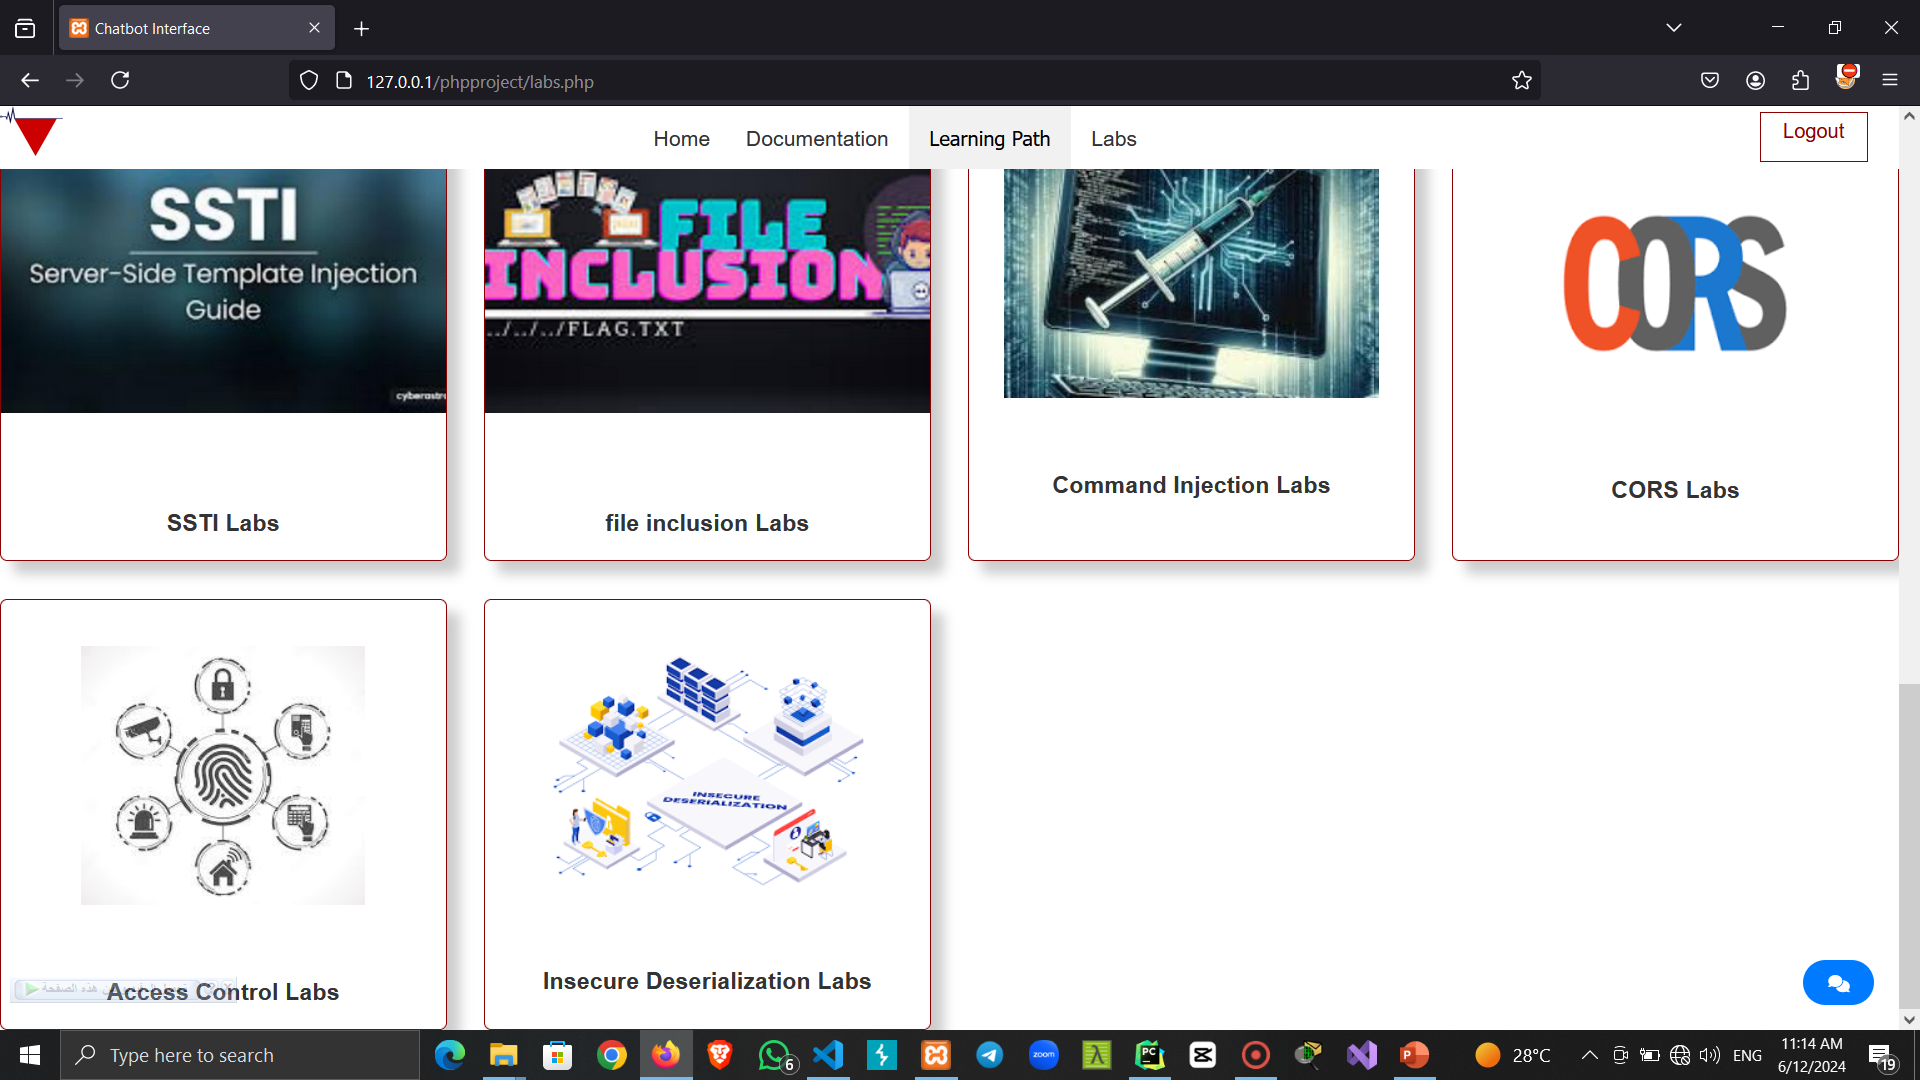 Chatbot Interface
127.0.0.1/phpproject/labs.php
Home
Documentation
Learning Path
Labs
Logout
SSTI
Server-Side Template Injection
Guide
FILE
INCLUSION
../../../FLAG.TXT
CORS
SSTI Labs
file inclusion Labs
Command Injection Labs
CORS Labs
INSECURE
DESERIALIZATION
Access Control Labs
Insecure Deserialization Labs
Type here to search
6
zoom
PC
P
28°C
ENG
11:14 AM
6/12/2024
19